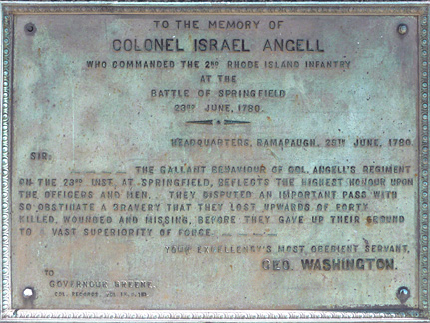 TO THE MEMORY OF
COLONEL ISRAEL ANGELL
WHO COMMANDED THE 2ND RHODE ISLAND INFANTRY
AT THE
BATTLE OF SPRINGFIELD
23RD JUNE, 1780.
HEADQUARTERS, RAMAPAUGH, 29TH JUNE, 1780.
SIR:
THE GALLANT BEHAVIOUR OF COL. ANGELL'S REGIMENT
ON THE 23RD INST. AT SPRINGFIELD, REFLECTS THE HIGHEST HONOUR UPON
THE OFFICERS AND MEN. THEY DISPUTED AN IMPORTANT PASS WITH
SO OBSTINATE A BRAVERY THAT THEY LOST UPWARDS OF FORTY
KILLED, WOUNDED AND MISSING, BEFORE THEY GAVE UP THEIR GROUND
TO A VAST SUPERIORITY OF FORCE
YOUR EXCELLENCY'S MOST OBEDIENT SERVANT,
GEO. WASHINGTON.
TO
GOVERNOUR GREENE.
COL. RECORDS,